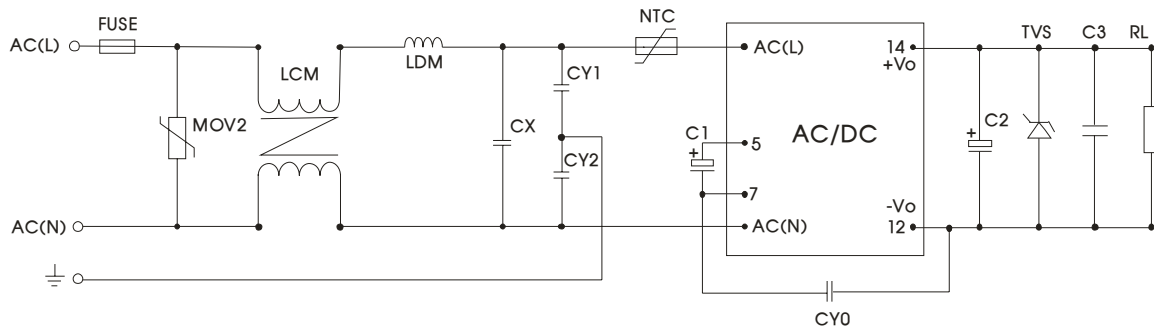 FUSE
NTC
TVS
C3
RL
AC(L)
AC(L)
14
+Vo
LCM
LDM
CY1
MOV2
CX
C1
+
5
AC/DC
+
C2
CY2
7
-Vo
AC(N)
AC(N)
12
CY0